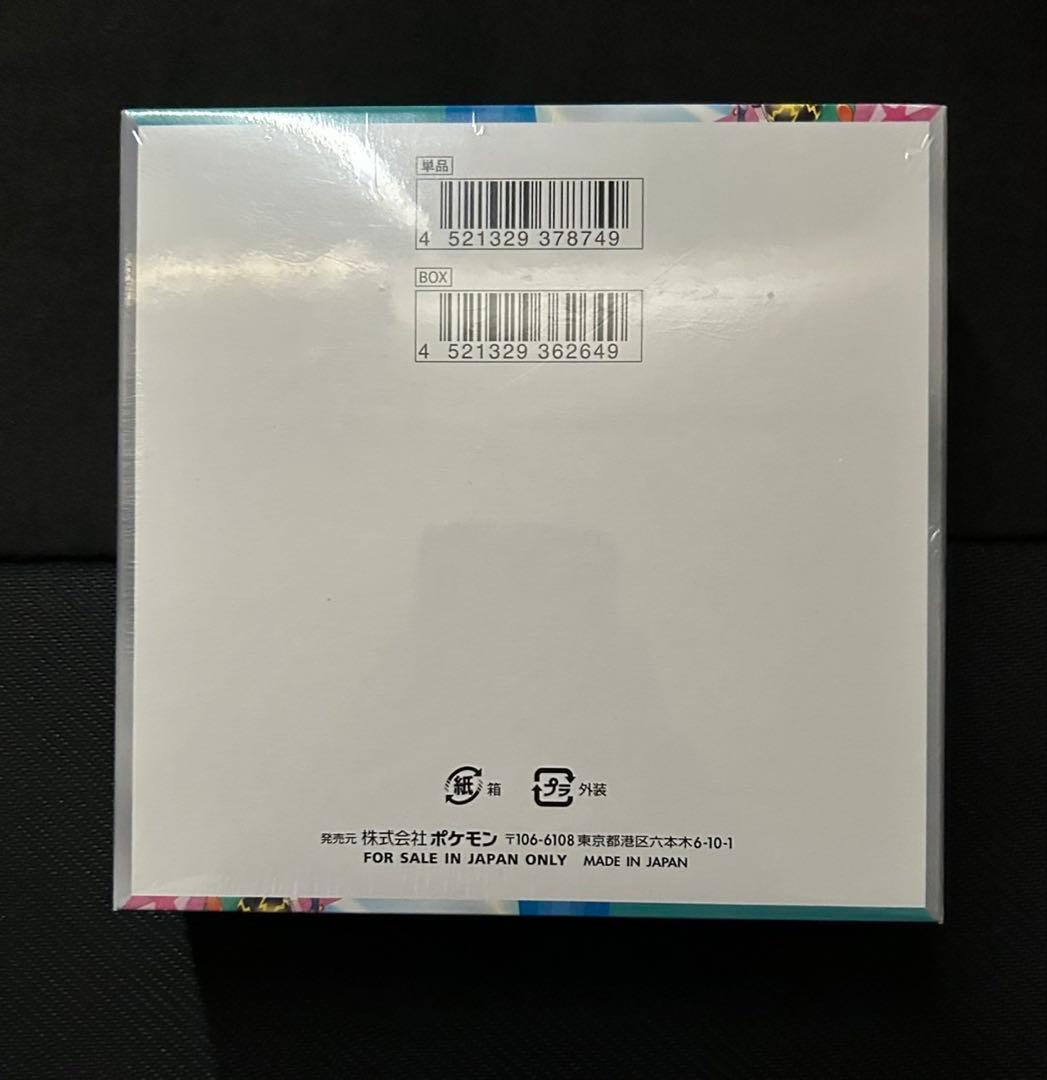 単品
4 521329 378749
BOX
4 521329 362649
紙 箱 プラ 外装
発売元 株式会社ポケモン 〒106-6108 東京都港区六本木6-10-1
FOR SALE IN JAPAN ONLY MADE IN JAPAN